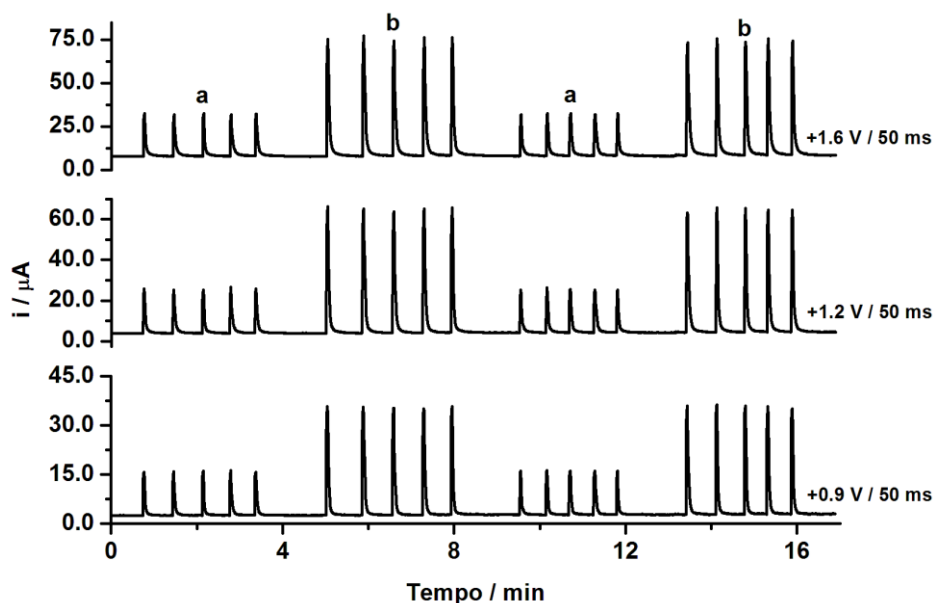 75.0
50.0
25.0
0.0
a
b
a
b
+1.6 V / 50 ms
60.0
40.0
20.0
0.0
+1.2 V / 50 ms
i / μA
45.0
30.0
15.0
0.0
+0.9 V / 50 ms
0 4 8 12 16
Tempo / min